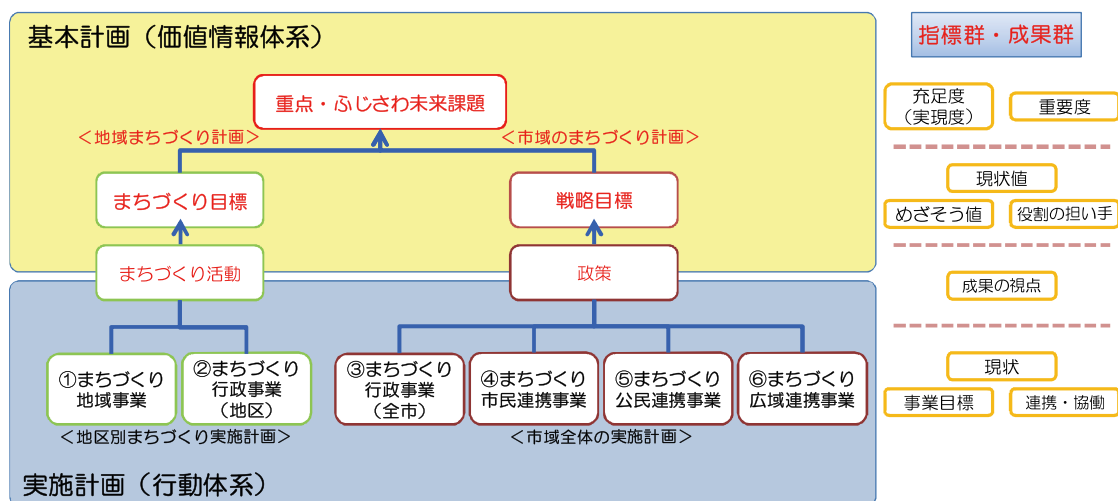 基本計画（価値情報体系）
指標群・成果群
重点・ふじさわ未来課題
充足度
（実現度）
重要度
＜地域まちづくり計画＞
＜市域のまちづくり計画＞
まちづくり目標
戦略目標
現状値
めざそう値
役割の担い手
まちづくり活動
政策
成果の視点
①まちづくり
地域事業
②まちづくり
行政事業
（地区）
③まちづくり
行政事業
（全市）
④まちづくり
市民連携事業
⑤まちづくり
公民連携事業
⑥まちづくり
広域連携事業
現状
事業目標
連携・協働
＜地区別まちづくり実施計画＞
＜市域全体の実施計画＞
実施計画（行動体系）